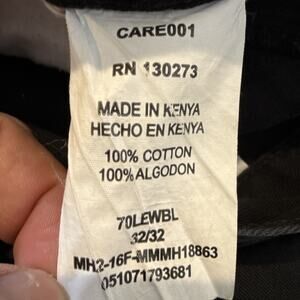 CARE001
RN 130273
MADE IN KENYA
HECHO EN KENYA
100% COTTON
100% ALGODON
70LEWBL
32/32
MH2-16F-MMMH18863
051071793681